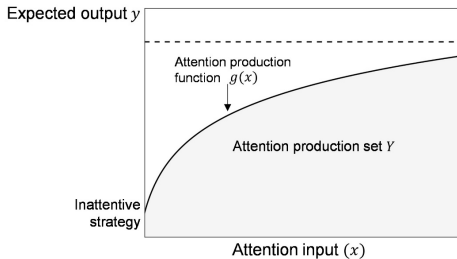 Expected output y
Attention production
function g(x)
Attention production set Y
Inattentive
strategy
Attention input (x)